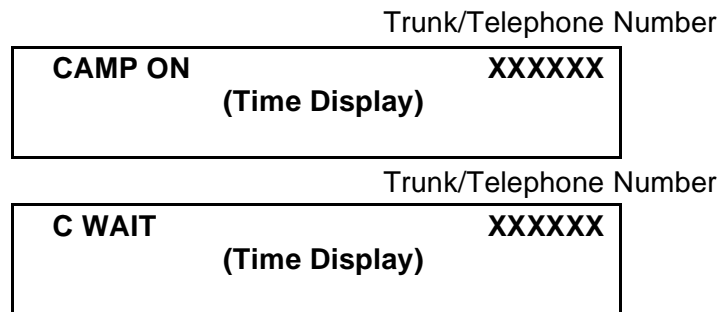 Trunk/Telephone Number
CAMP ON XXXXXX
(Time Display)
Trunk/Telephone Number
C WAIT XXXXXX
(Time Display)